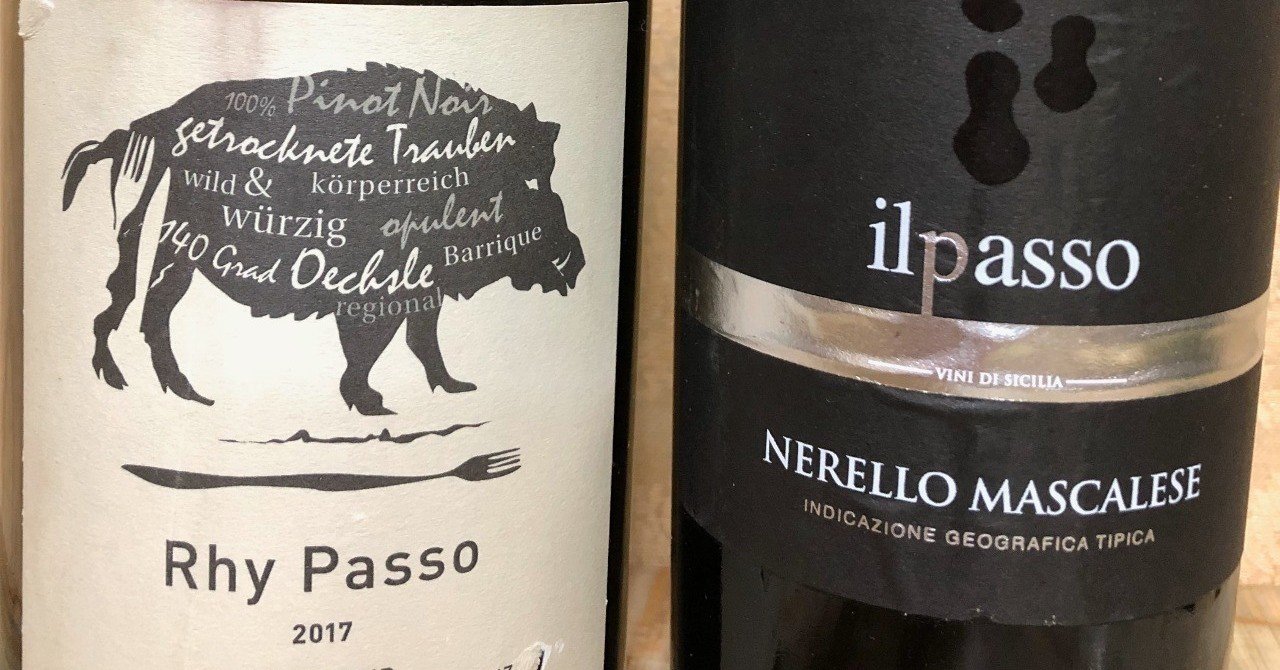 100% Pinot Noir
getrocknete Trauben
wild & körperreich
würzig opulent
140 Grad Oechsle Barrique
regional
Rhy Passo
2017
ilpasso
VINI DI SICILIA
NERELLO MASCALESE
INDICAZIONE GEOGRAFICA TIPICA